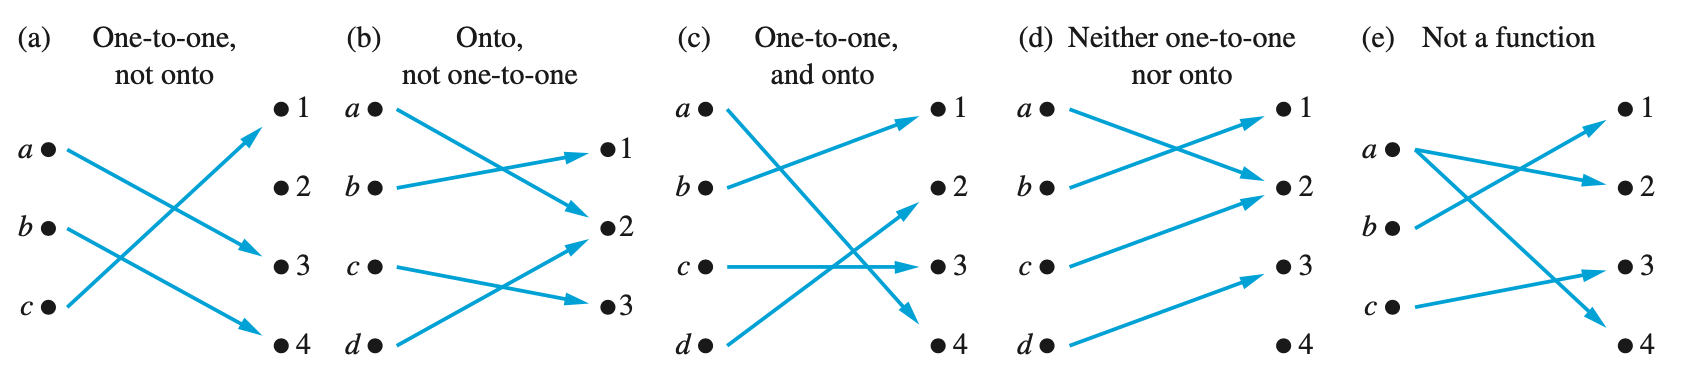 (a) One-to-one,
not onto
a
b
c
1
2
3
4
(b) Onto,
not one-to-one
a
b
c
d
1
2
3
(c) One-to-one,
and onto
a
b
c
d
1
2
3
4
(d) Neither one-to-one
nor onto
a
b
c
d
1
2
3
4
(e) Not a function
a
b
c
1
2
3
4